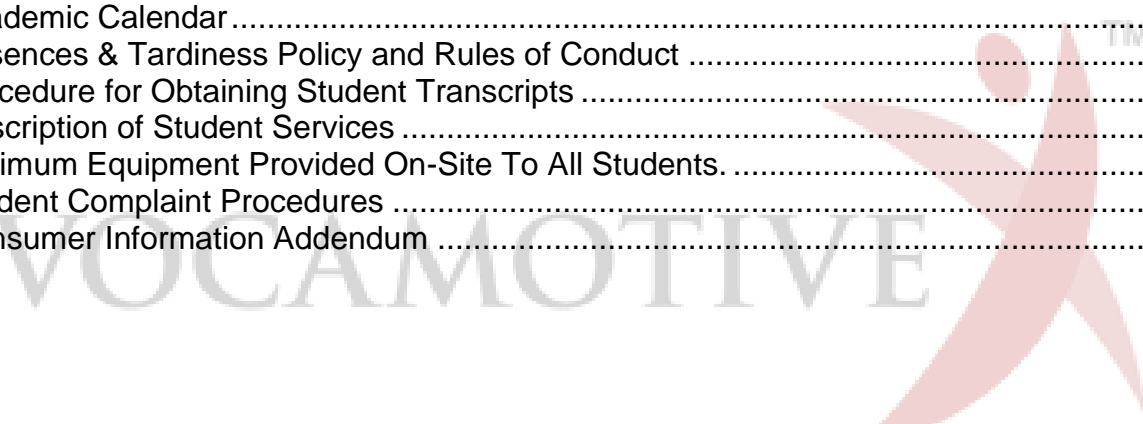 ademic Calendar....................................................................................................
sences & Tardiness Policy and Rules of Conduct ..................................................
cedure for Obtaining Student Transcripts ..............................................................
scription of Student Services .................................................................................
imum Equipment Provided On-Site To All Students. .............................................
dent Complaint Procedures ..................................................................................
nsumer Information Addendum ............................................................................
VOCAMOTIVE
TM